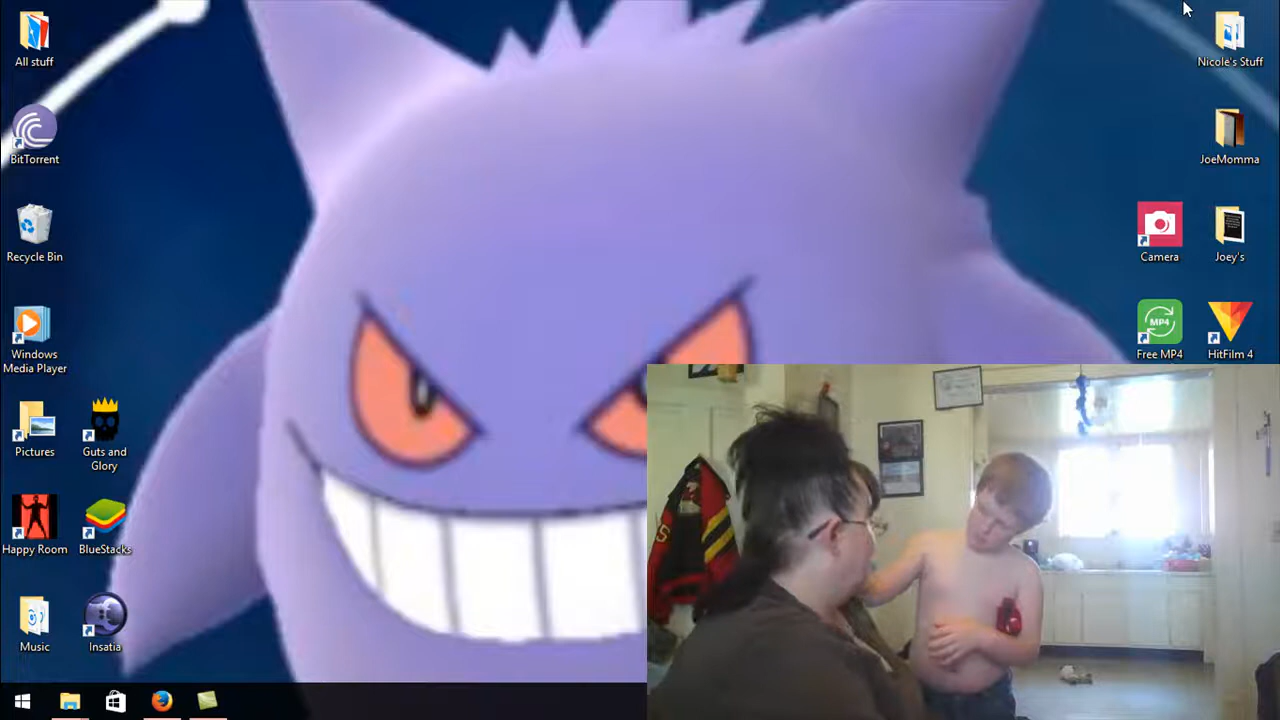 All stuff
Nicole's Stuff
BitTorrent
JoeMomma
Recycle Bin
Camera
Joey's
Windows
Media Player
Free MP4
HitFilm 4
MP4
Pictures
Guts and
Glory
Happy Room
BlueStacks
Music
Insatia